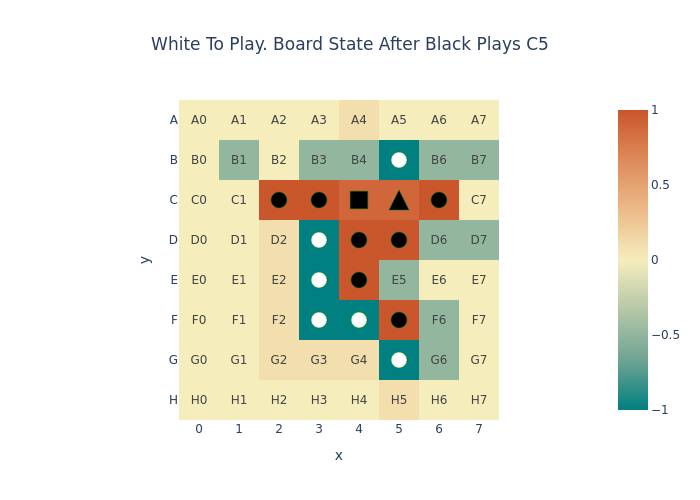 White To Play. Board State After Black Plays C5
A A0 A1 A2 A3 A4 A5 A6 A7
B B0 B1 B2 B3 B4 B6 B7
C C0 C1 C7
D D0 D1 D2 D6 D7
E E0 E1 E2 E5 E6 E7
F F0 F1 F2 F6 F7
G G0 G1 G2 G3 G4 G6 G7
H H0 H1 H2 H3 H4 H5 H6 H7
0 1 2 3 4 5 6 7
x
y
1
0.5
0
−0.5
−1